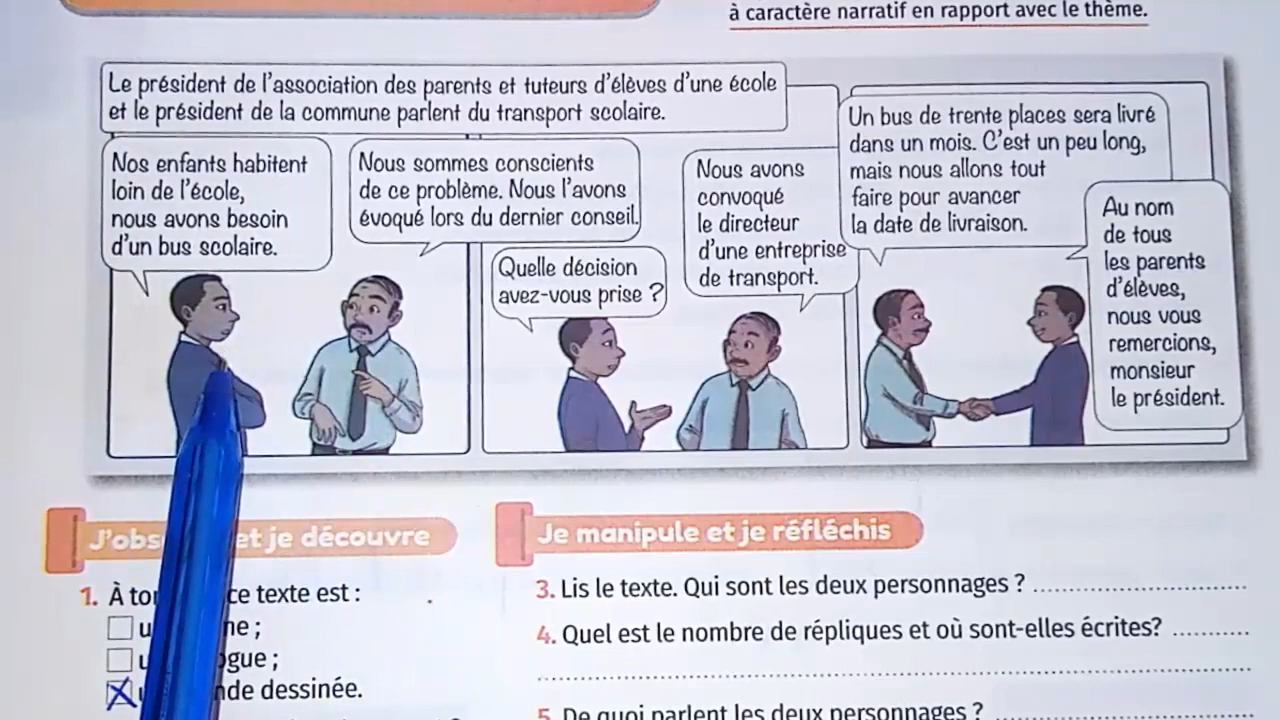 à caractère narratif en rapport avec le thème.
Le président de l'association des parents et tuteurs d'élèves d'une école
et le président de la commune parlent du transport scolaire.
Nos enfants habitent
loin de l'école,
nous avons besoin
d'un bus scolaire.
Nous sommes conscients
de ce problème. Nous l'avons
évoqué lors du dernier conseil.
Quelle décision
avez-vous prise ?
Nous avons
convoqué
le directeur
d'une entreprise
de transport.
Un bus de trente places sera livré
dans un mois. C'est un peu long,
mais nous allons tout
faire pour avancer
la date de livraison.
Au nom
de tous
les parents
d'élèves,
nous vous
remercions,
monsieur
le président.
et je découvre
1. À ce texte est :
dessinée.
Je manipule et je réfléchis
3. Lis le texte. Qui sont les deux personnages ? ....................
4. Quel est le nombre de répliques et où sont-elles écrites? ..........
5. De quoi parlent les deux personnages ?